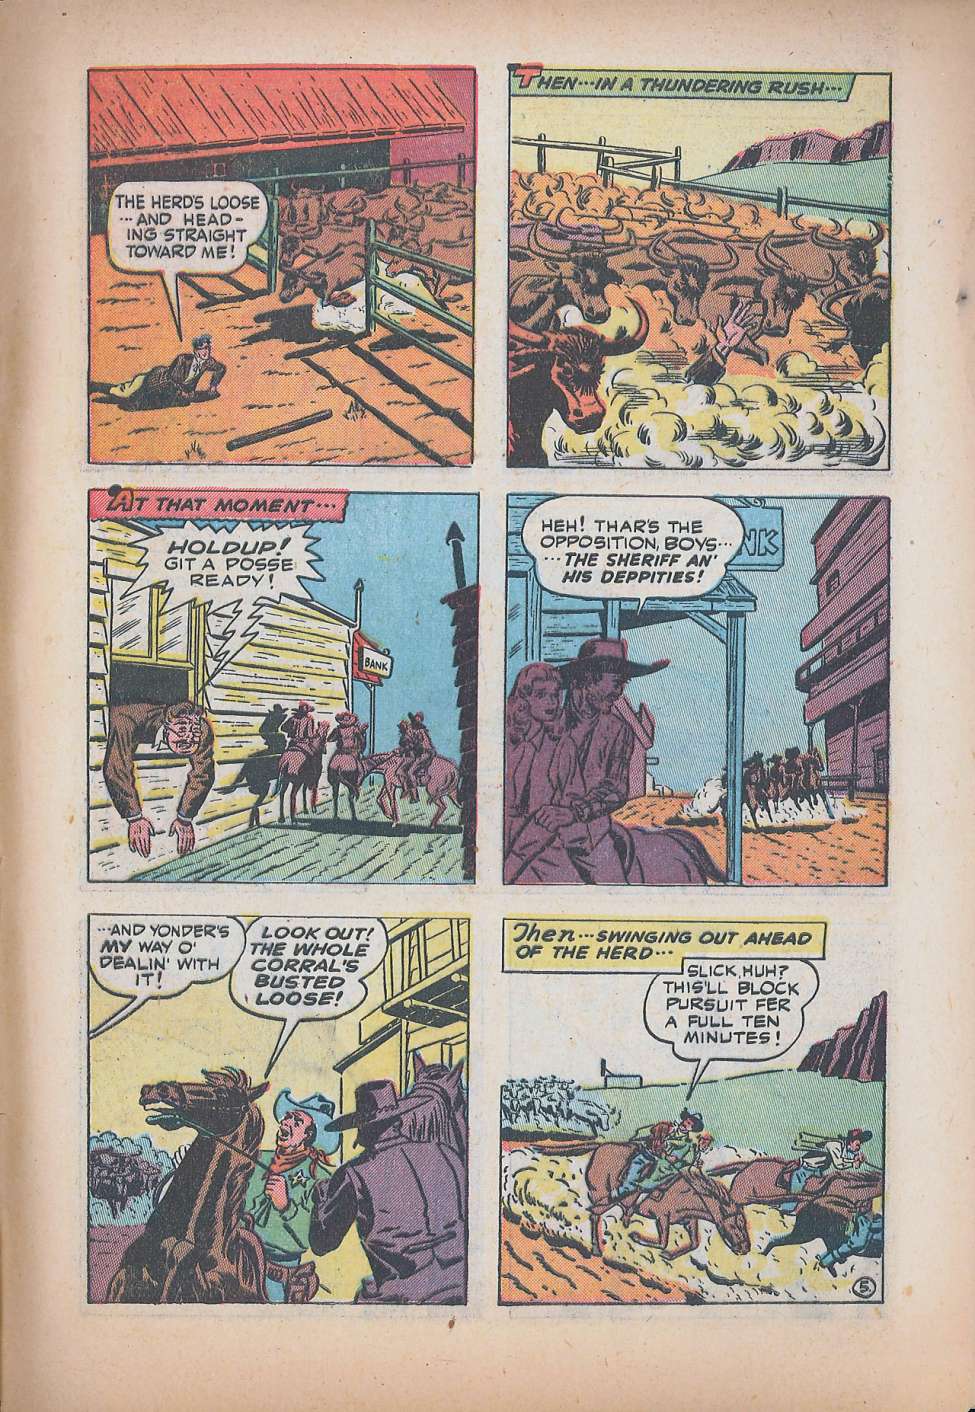 THE HERD'S LOOSE
--- AND HEAD-
ING STRAIGHT
TOWARD ME!
THEN---IN A THUNDERING RUSH---
AT THAT MOMENT---
HOLDUP!
GIT A POSSE
READY!
BANK
HEH! THAR'S THE
OPPOSITION, BOYS---
---THE SHERIFF AN'
HIS DEPPITIES!
NK
---AND YONDER'S
MY WAY O'
DEALIN' WITH
IT!
LOOK OUT!
THE WHOLE
CORRAL'S
BUSTED
LOOSE!
Then---SWINGING OUT AHEAD
OF THE HERD---
SLICK, HUH?
THIS'LL BLOCK
PURSUIT FER
A FULL TEN
MINUTES!
5.